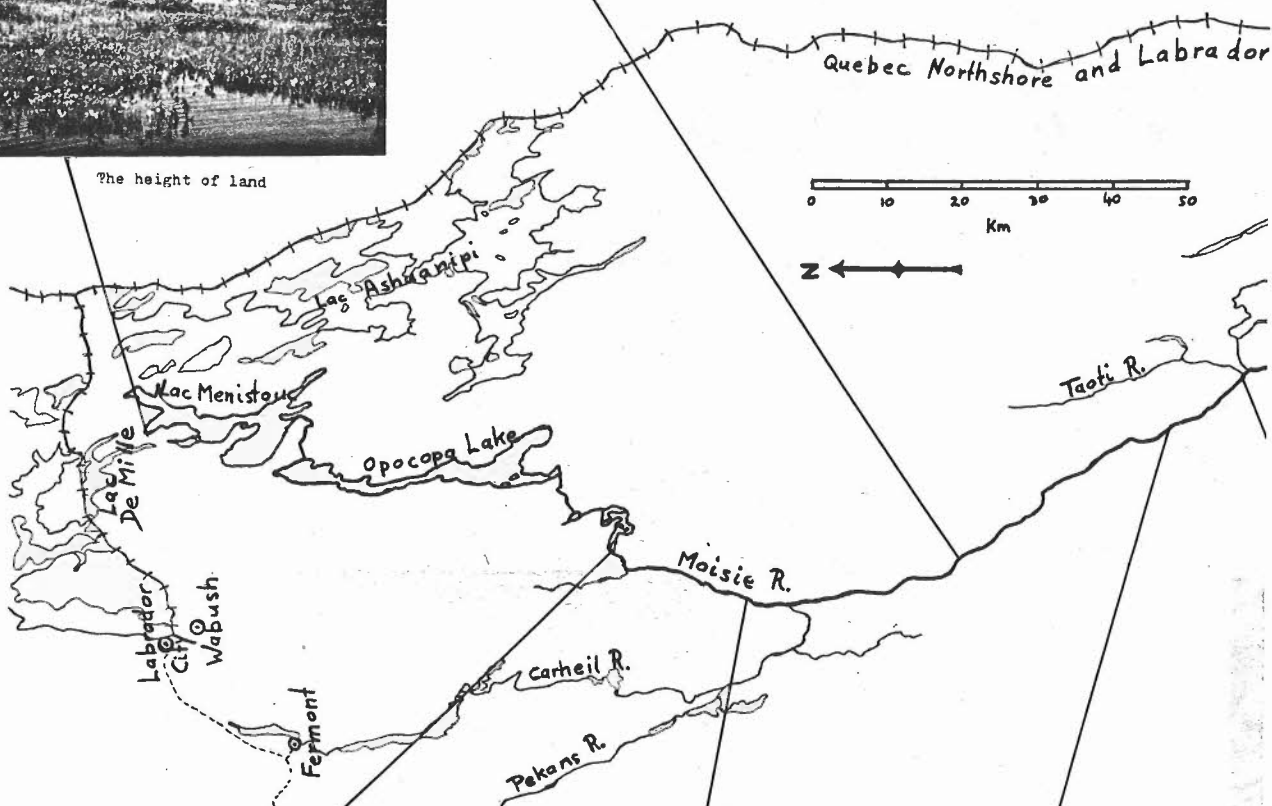 Quebec Northshore and Labrador
The height of land
0 10 20 30 40 50
Km
N
Lac Ashuanipi
Taoti R.
Lac Menistouc
Opocopa Lake
Lac
De Mille
Moisie R.
Labrador
City
Wabush
Carheil R.
Fermont
Pekans R.